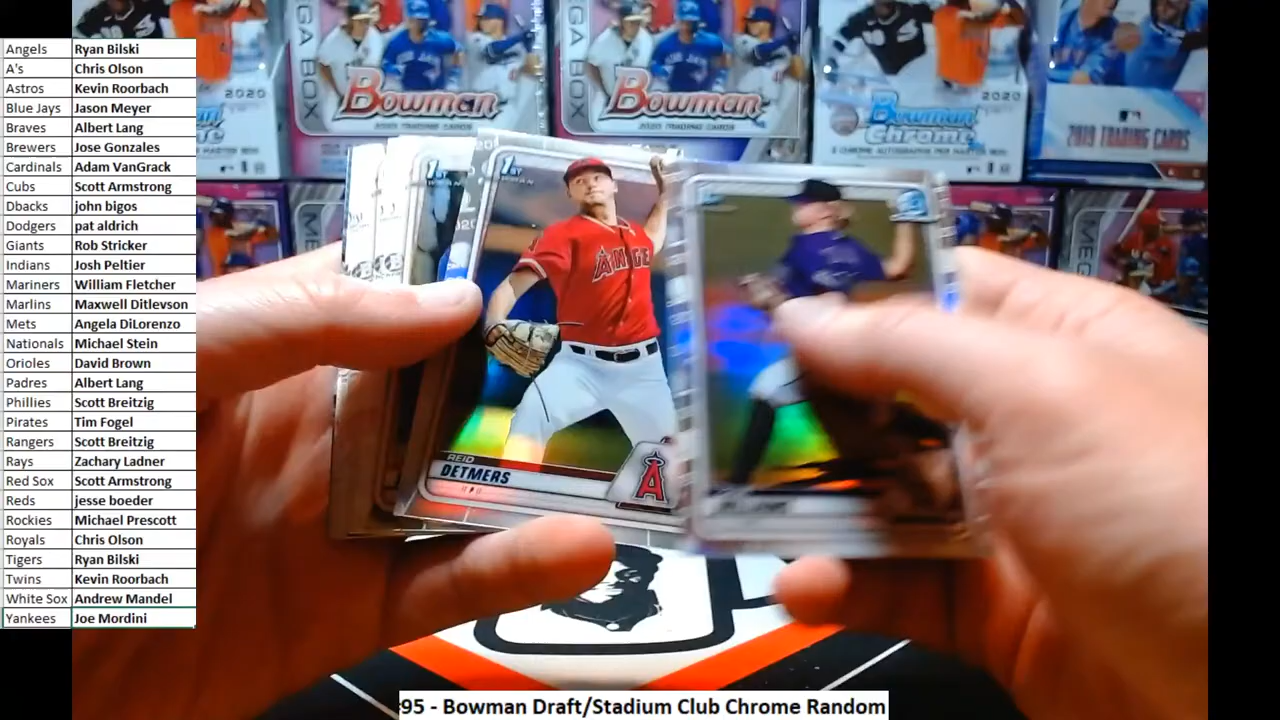 Angels Ryan Bilski
A's Chris Olson
Astros Kevin Roorbach
Blue Jays Jason Meyer
Braves Albert Lang
Brewers Jose Gonzales
Cardinals Adam VanGrack
Cubs Scott Armstrong
Dbacks john bigos
Dodgers pat aldrich
Giants Rob Stricker
Indians Josh Peltier
Mariners William Fletcher
Marlins Maxwell Ditlevson
Mets Angela DiLorenzo
Nationals Michael Stein
Orioles David Brown
Padres Albert Lang
Phillies Scott Breitzig
Pirates Tim Fogel
Rangers Scott Breitzig
Rays Zachary Ladner
Red Sox Scott Armstrong
Reds jesse boeder
Rockies Michael Prescott
Royals Chris Olson
Tigers Ryan Bilski
Twins Kevin Roorbach
White Sox Andrew Mandel
Yankees Joe Mordini
2020
GA BOX
Bowman
2020 TRADING CARDS
BOX
Bowman
2020 TRADING CARDS
2020
Bowman
Chrome
2019 TRADING CARDS
1st
1st
REID
DETMERS
A
95 - Bowman Draft/Stadium Club Chrome Random